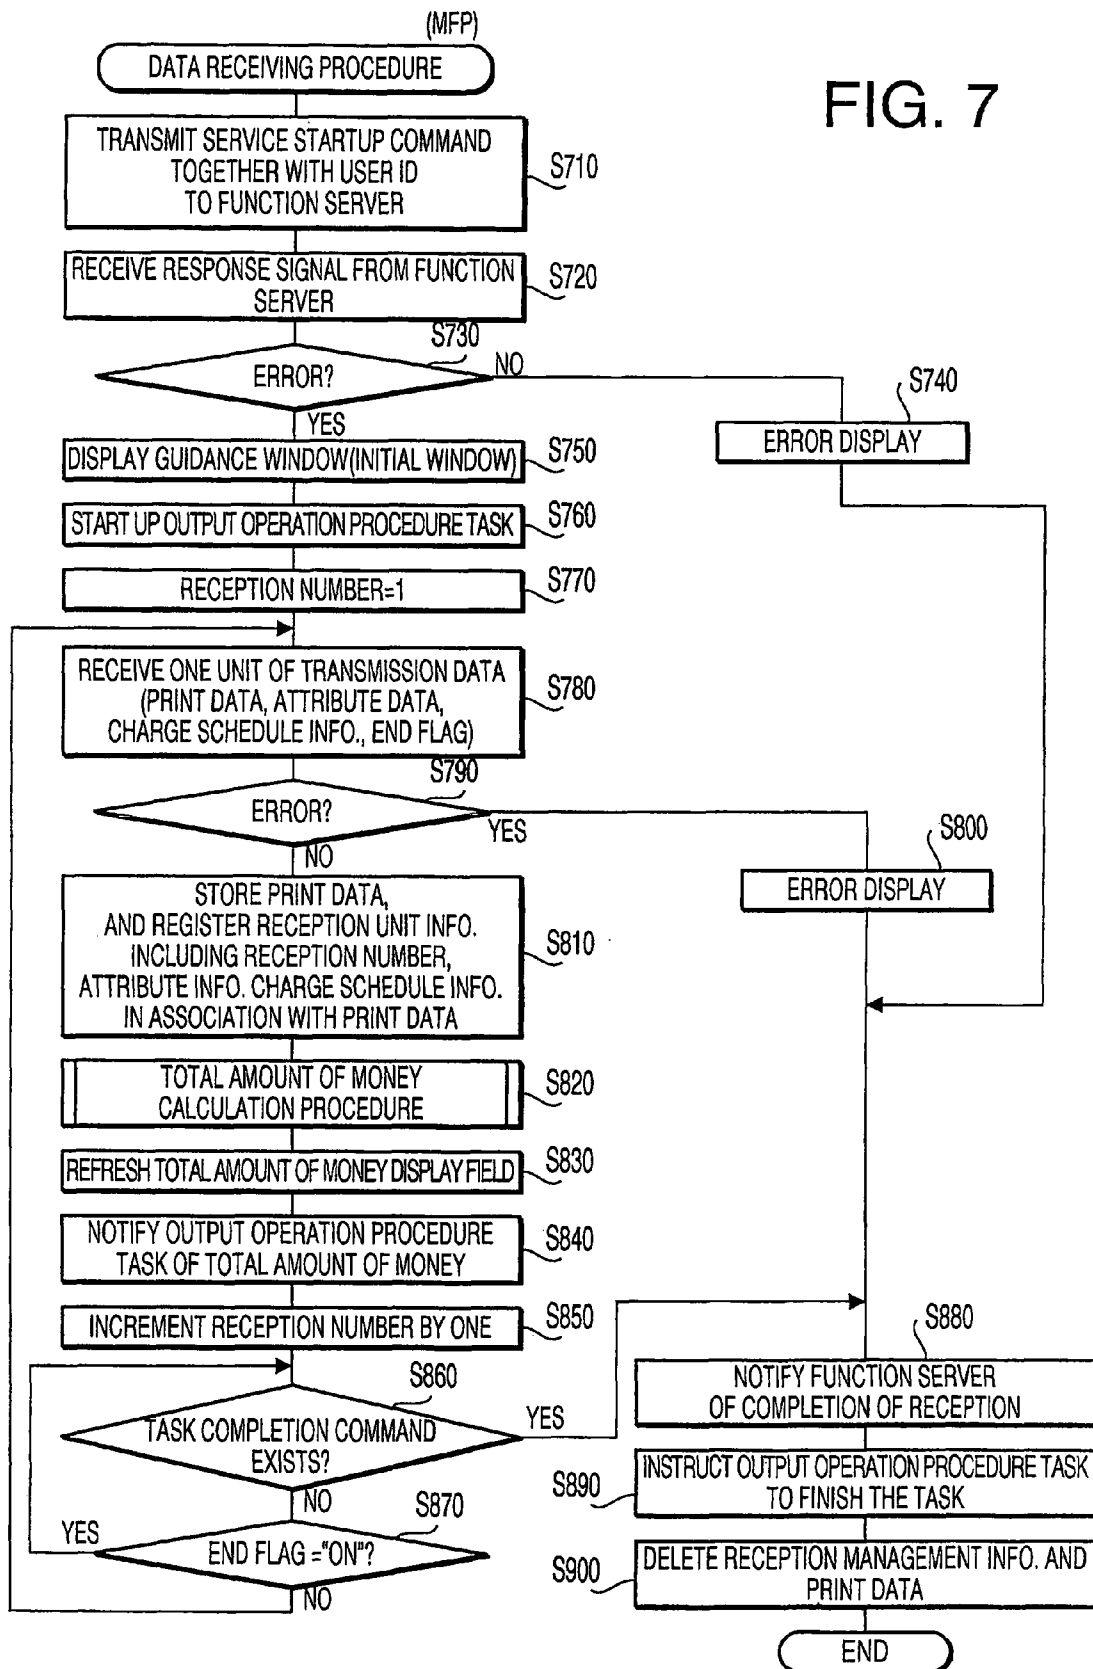 (MFP)
DATA RECEIVING PROCEDURE
FIG. 7
TRANSMIT SERVICE STARTUP COMMAND
TOGETHER WITH USER ID
TO FUNCTION SERVER
S710
RECEIVE RESPONSE SIGNAL FROM FUNCTION
SERVER
S720
S730
ERROR?
NO
YES
S740
ERROR DISPLAY
DISPLAY GUIDANCE WINDOW(INITIAL WINDOW)
S750
START UP OUTPUT OPERATION PROCEDURE TASK
S760
RECEPTION NUMBER=1
S770
RECEIVE ONE UNIT OF TRANSMISSION DATA
(PRINT DATA, ATTRIBUTE DATA,
CHARGE SCHEDULE INFO., END FLAG)
S780
S790
ERROR?
YES
NO
S800
ERROR DISPLAY
STORE PRINT DATA,
AND REGISTER RECEPTION UNIT INFO.
INCLUDING RECEPTION NUMBER,
ATTRIBUTE INFO. CHARGE SCHEDULE INFO.
IN ASSOCIATION WITH PRINT DATA
S810
TOTAL AMOUNT OF MONEY
CALCULATION PROCEDURE
S820
REFRESH TOTAL AMOUNT OF MONEY DISPLAY FIELD
S830
NOTIFY OUTPUT OPERATION PROCEDURE
TASK OF TOTAL AMOUNT OF MONEY
S840
INCREMENT RECEPTION NUMBER BY ONE
S850
S860
TASK COMPLETION COMMAND
EXISTS?
YES
NO
S870
END FLAG ="ON"?
YES
NO
S880
NOTIFY FUNCTION SERVER
OF COMPLETION OF RECEPTION
S890
INSTRUCT OUTPUT OPERATION PROCEDURE TASK
TO FINISH THE TASK
S900
DELETE RECEPTION MANAGEMENT INFO. AND
PRINT DATA
END